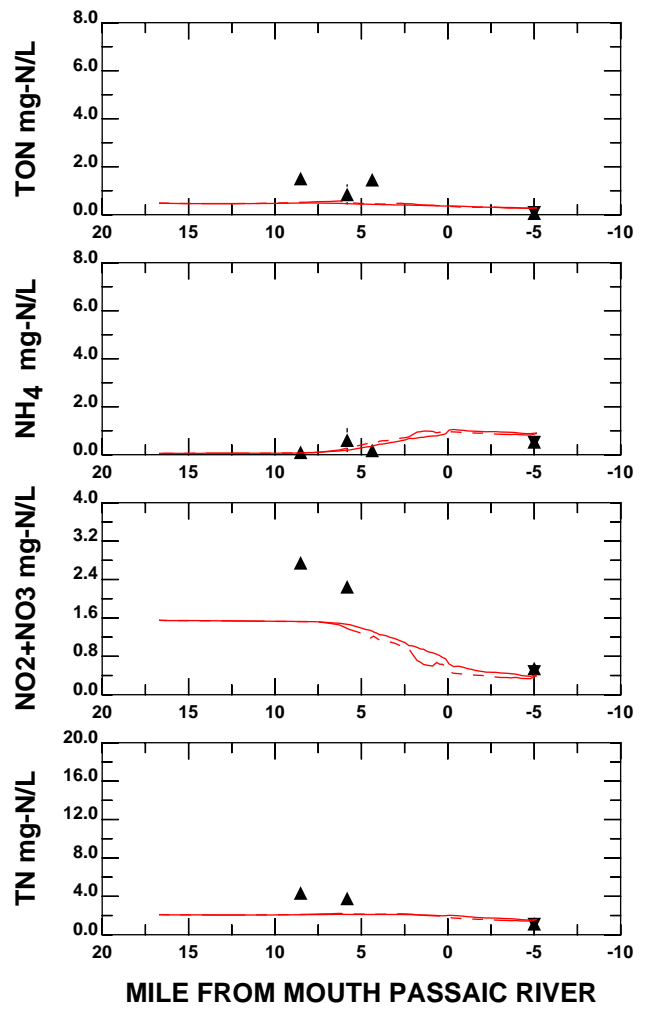 TON mg-N/L
8.0
6.0
4.0
2.0
0.0
20 15 10 5 0 -5 -10
NH4 mg-N/L
8.0
6.0
4.0
2.0
0.0
20 15 10 5 0 -5 -10
NO2+NO3 mg-N/L
4.0
3.2
2.4
1.6
0.8
0.0
20 15 10 5 0 -5 -10
TN mg-N/L
20.0
16.0
12.0
8.0
4.0
0.0
20 15 10 5 0 -5 -10
MILE FROM MOUTH PASSAIC RIVER